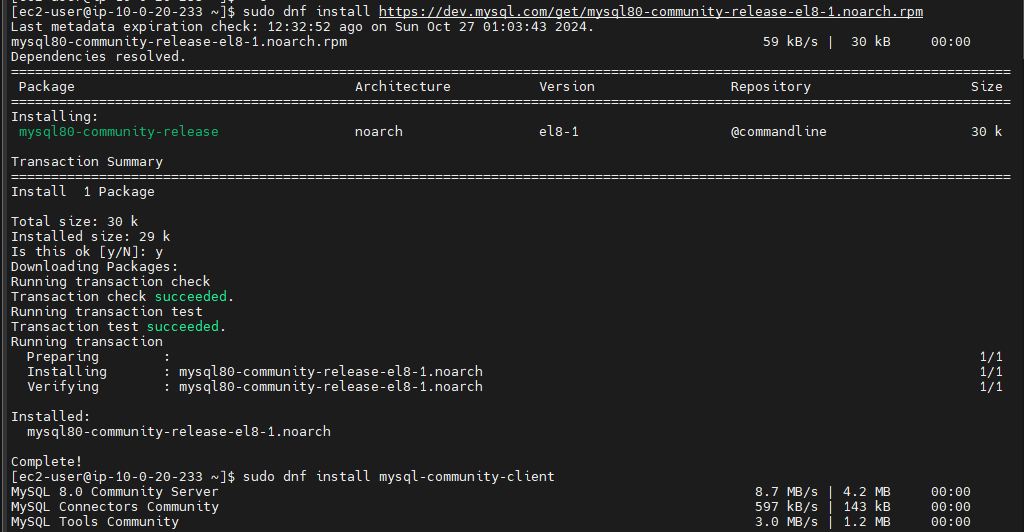 [ec2-user@ip-10-0-20-233 ~]$ sudo dnf install https://dev.mysql.com/get/mysql80-community-release-el8-1.noarch.rpm
Last metadata expiration check: 12:32:52 ago on Sun Oct 27 01:03:43 2024.
mysql80-community-release-el8-1.noarch.rpm 59 kB/s | 30 kB 00:00
Dependencies resolved.
================================================================================
Package Architecture Version Repository Size
================================================================================
Installing:
mysql80-community-release noarch el8-1 @commandline 30 k
Transaction Summary
================================================================================
Install 1 Package
Total size: 30 k
Installed size: 29 k
Is this ok [y/N]: y
Downloading Packages:
Running transaction check
Transaction check succeeded.
Running transaction test
Transaction test succeeded.
Running transaction
Preparing : 1/1
Installing : mysql80-community-release-el8-1.noarch 1/1
Verifying : mysql80-community-release-el8-1.noarch 1/1
Installed:
mysql80-community-release-el8-1.noarch
Complete!
[ec2-user@ip-10-0-20-233 ~]$ sudo dnf install mysql-community-client
MySQL 8.0 Community Server 8.7 MB/s | 4.2 MB 00:00
MySQL Connectors Community 597 kB/s | 143 kB 00:00
MySQL Tools Community 3.0 MB/s | 1.2 MB 00:00